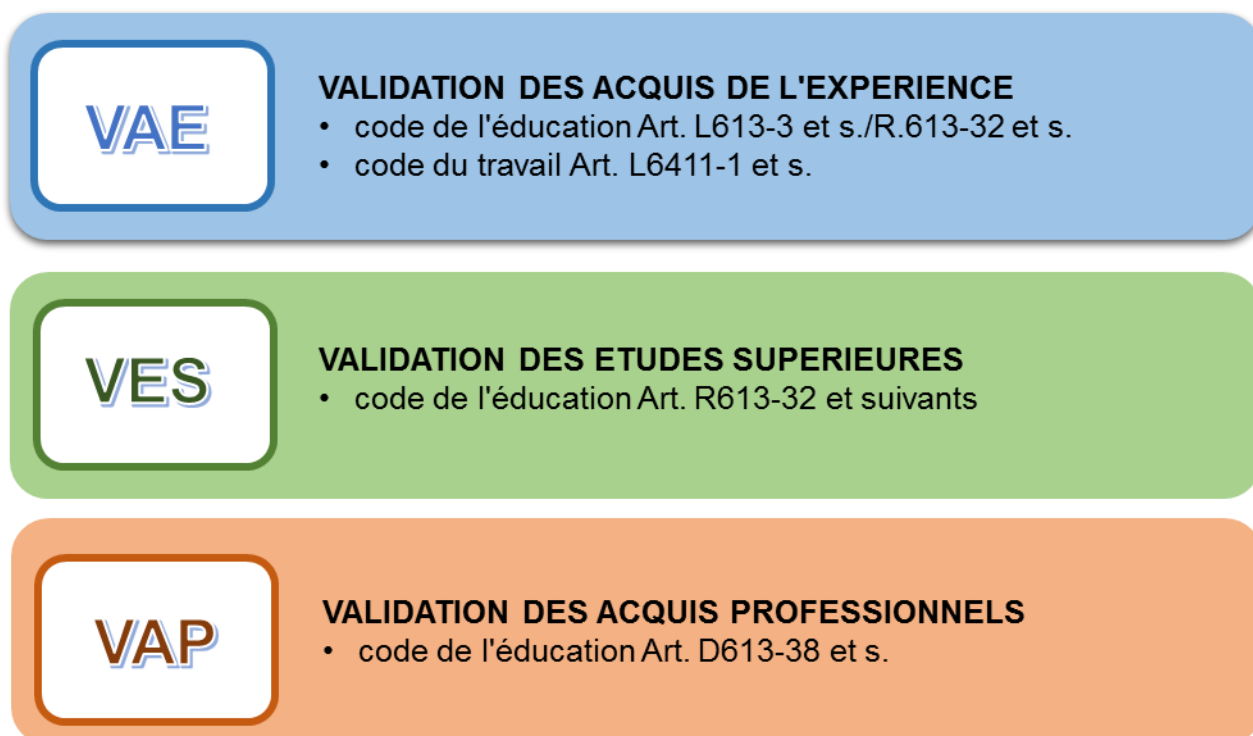 VAE
VALIDATION DES ACQUIS DE L'EXPERIENCE
• code de l'éducation Art. L613-3 et s./R.613-32 et s.
• code du travail Art. L6411-1 et s.
VES
VALIDATION DES ETUDES SUPERIEURES
• code de l'éducation Art. R613-32 et suivants
VAP
VALIDATION DES ACQUIS PROFESSIONNELS
• code de l'éducation Art. D613-38 et s.